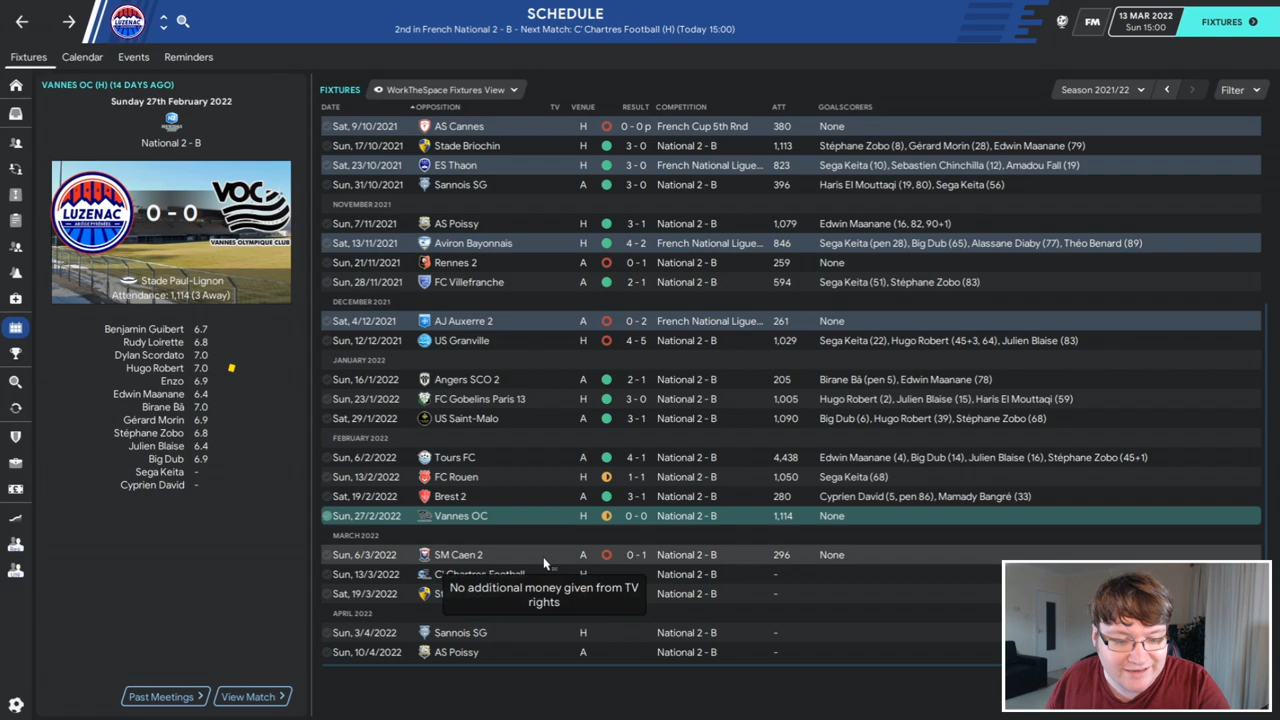 SCHEDULE
2nd in French National 2 - B - Next Match: C' Chartres Football (H) (Today 15:00)
FM
13 MAR 2022
Sun 15:00
FIXTURES
Fixtures
Calendar
Events
Reminders
VANNES OC (H) (14 DAYS AGO)
Sunday 27th February 2022
National 2 - B
LUZENAC
ARIÈGE PYRÉNÉES
0 - 0
VOC
VANNES OLYMPIQUE CLUB
Stade Paul-Lignon
Attendance: 1,114 (3 Away)
Benjamin Guibert 6.7
Rudy Loirette 6.8
Dylan Scordato 7.0
Hugo Robert 7.0
Enzo 6.9
Edwin Maanane 6.4
Birane Bâ 7.0
Gérard Morin 6.9
Stéphane Zobo 6.8
Julien Blaise 6.4
Big Dub 6.9
Sega Keita -
Cyprien David -
Past Meetings
View Match
FIXTURES
WorkTheSpace Fixtures View
Season 2021/22
Filter
DATE OPPOSITION TV VENUE RESULT COMPETITION ATT GOALSCORERS
Sat, 9/10/2021 AS Cannes H 0 - 0 p French Cup 5th Rnd 380 None
Sun, 17/10/2021 Stade Briochin H 3 - 0 National 2 - B 1,113 Stéphane Zobo (8), Gérard Morin (28), Edwin Maanane (79)
Sat, 23/10/2021 ES Thaon H 3 - 0 French National Ligue... 823 Sega Keita (10), Sebastien Chinchilla (12), Amadou Fall (19)
Sun, 31/10/2021 Sannois SG A 3 - 0 National 2 - B 396 Haris El Mouttaqi (19, 80), Sega Keita (56)
NOVEMBER 2021
Sun, 7/11/2021 AS Poissy H 3 - 1 National 2 - B 1,079 Edwin Maanane (16, 82, 90+1)
Sat, 13/11/2021 Aviron Bayonnais H 4 - 2 French National Ligue... 846 Sega Keita (pen 28), Big Dub (65), Alassane Diaby (77), Théo Benard (89)
Sun, 21/11/2021 Rennes 2 A 0 - 1 National 2 - B 259 None
Sun, 28/11/2021 FC Villefranche A 2 - 1 National 2 - B 594 Sega Keita (51), Stéphane Zobo (83)
DECEMBER 2021
Sat, 4/12/2021 AJ Auxerre 2 A 0 - 2 French National Ligue... 261 None
Sun, 12/12/2021 US Granville H 4 - 5 National 2 - B 1,029 Sega Keita (22), Hugo Robert (45+3, 64), Julien Blaise (83)
JANUARY 2022
Sun, 16/1/2022 Angers SCO 2 A 2 - 1 National 2 - B 205 Birane Bâ (pen 5), Edwin Maanane (78)
Sun, 23/1/2022 FC Gobelins Paris 13 H 3 - 0 National 2 - B 1,005 Hugo Robert (2), Julien Blaise (15), Haris El Mouttaqi (59)
Sat, 29/1/2022 US Saint-Malo A 3 - 1 National 2 - B 1,090 Big Dub (6), Hugo Robert (39), Stéphane Zobo (68)
FEBRUARY 2022
Sun, 6/2/2022 Tours FC A 4 - 1 National 2 - B 4,438 Edwin Maanane (4), Big Dub (14), Julien Blaise (16), Stéphane Zobo (45+1)
Sun, 13/2/2022 FC Rouen H 1 - 1 National 2 - B 1,050 Sega Keita (68)
Sat, 19/2/2022 Brest 2 A 3 - 1 National 2 - B 280 Cyprien David (5, pen 86), Mamady Bangré (33)
Sun, 27/2/2022 Vannes OC H 0 - 0 National 2 - B 1,114 None
MARCH 2022
Sun, 6/3/2022 SM Caen 2 A 0 - 1 National 2 - B 296 None
Sun, 13/3/2022 C' Chartres Football H National 2 - B -
No additional money given from TV
rights
Sat, 19/3/2022 National 2 - B -
APRIL 2022
Sun, 3/4/2022 Sannois SG H National 2 - B -
Sun, 10/4/2022 AS Poissy A National 2 - B -